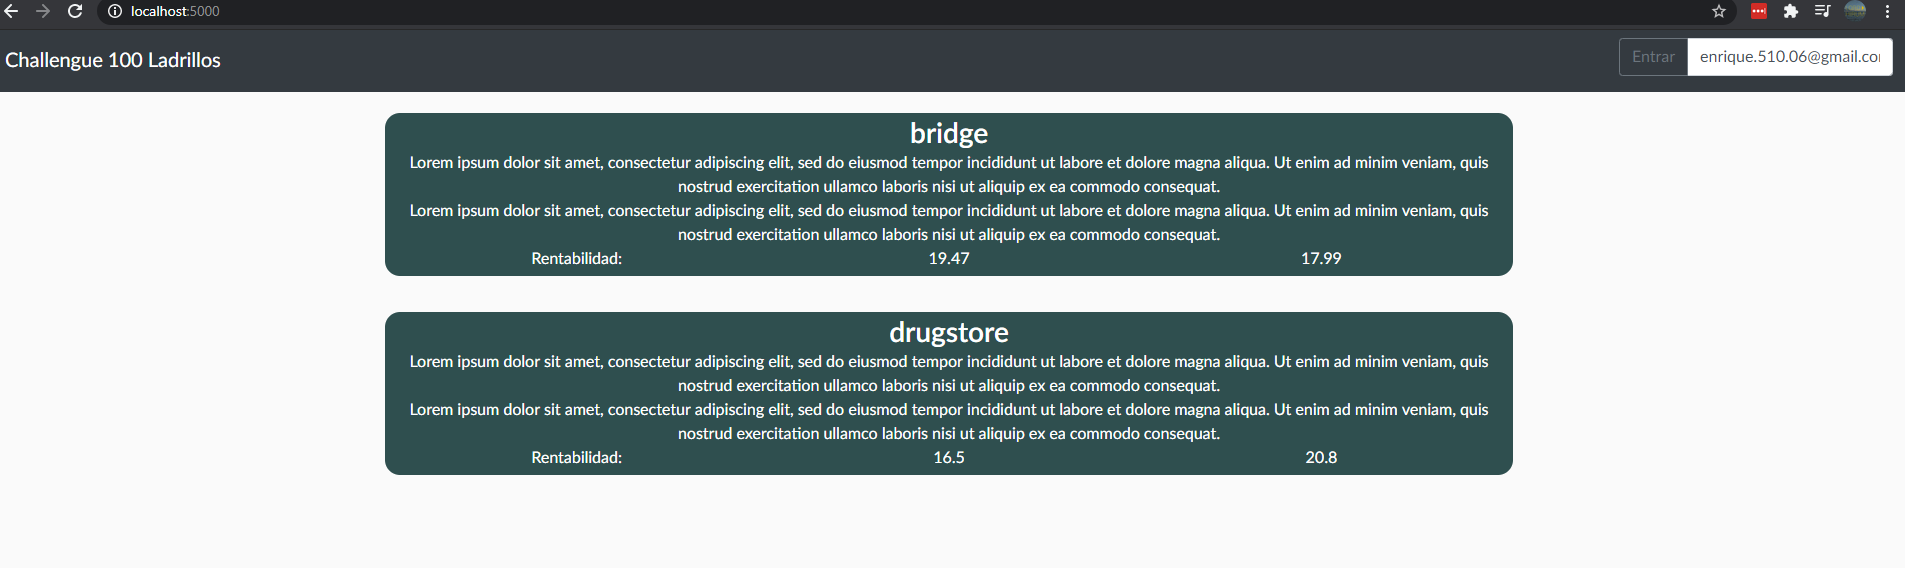 localhost:5000
Challengue 100 Ladrillos
Entrar enrique.510.06@gmail.co
bridge
Lorem ipsum dolor sit amet, consectetur adipiscing elit, sed do eiusmod tempor incididunt ut labore et dolore magna aliqua. Ut enim ad minim veniam, quis
nostrud exercitation ullamco laboris nisi ut aliquip ex ea commodo consequat.
Lorem ipsum dolor sit amet, consectetur adipiscing elit, sed do eiusmod tempor incididunt ut labore et dolore magna aliqua. Ut enim ad minim veniam, quis
nostrud exercitation ullamco laboris nisi ut aliquip ex ea commodo consequat.
Rentabilidad: 19.47 17.99
drugstore
Lorem ipsum dolor sit amet, consectetur adipiscing elit, sed do eiusmod tempor incididunt ut labore et dolore magna aliqua. Ut enim ad minim veniam, quis
nostrud exercitation ullamco laboris nisi ut aliquip ex ea commodo consequat.
Lorem ipsum dolor sit amet, consectetur adipiscing elit, sed do eiusmod tempor incididunt ut labore et dolore magna aliqua. Ut enim ad minim veniam, quis
nostrud exercitation ullamco laboris nisi ut aliquip ex ea commodo consequat.
Rentabilidad: 16.5 20.8